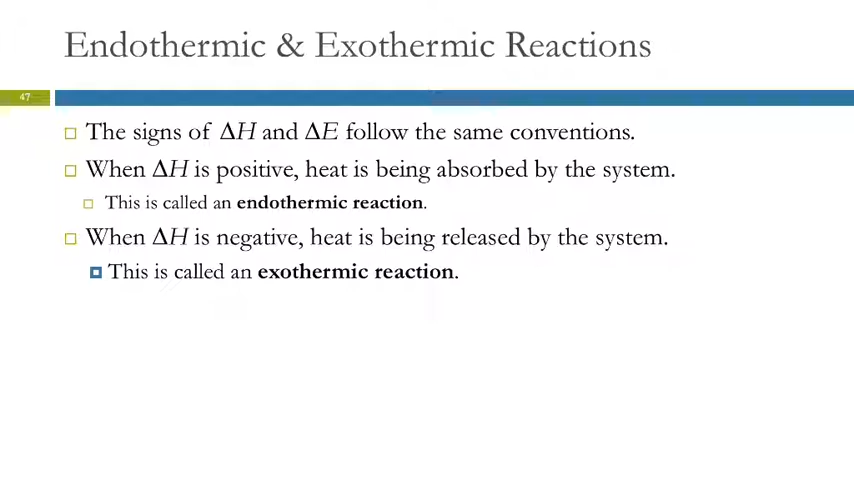 Endothermic & Exothermic Reactions
47
The signs of ΔH and ΔE follow the same conventions.
When ΔH is positive, heat is being absorbed by the system.
This is called an endothermic reaction.
When ΔH is negative, heat is being released by the system.
This is called an exothermic reaction.